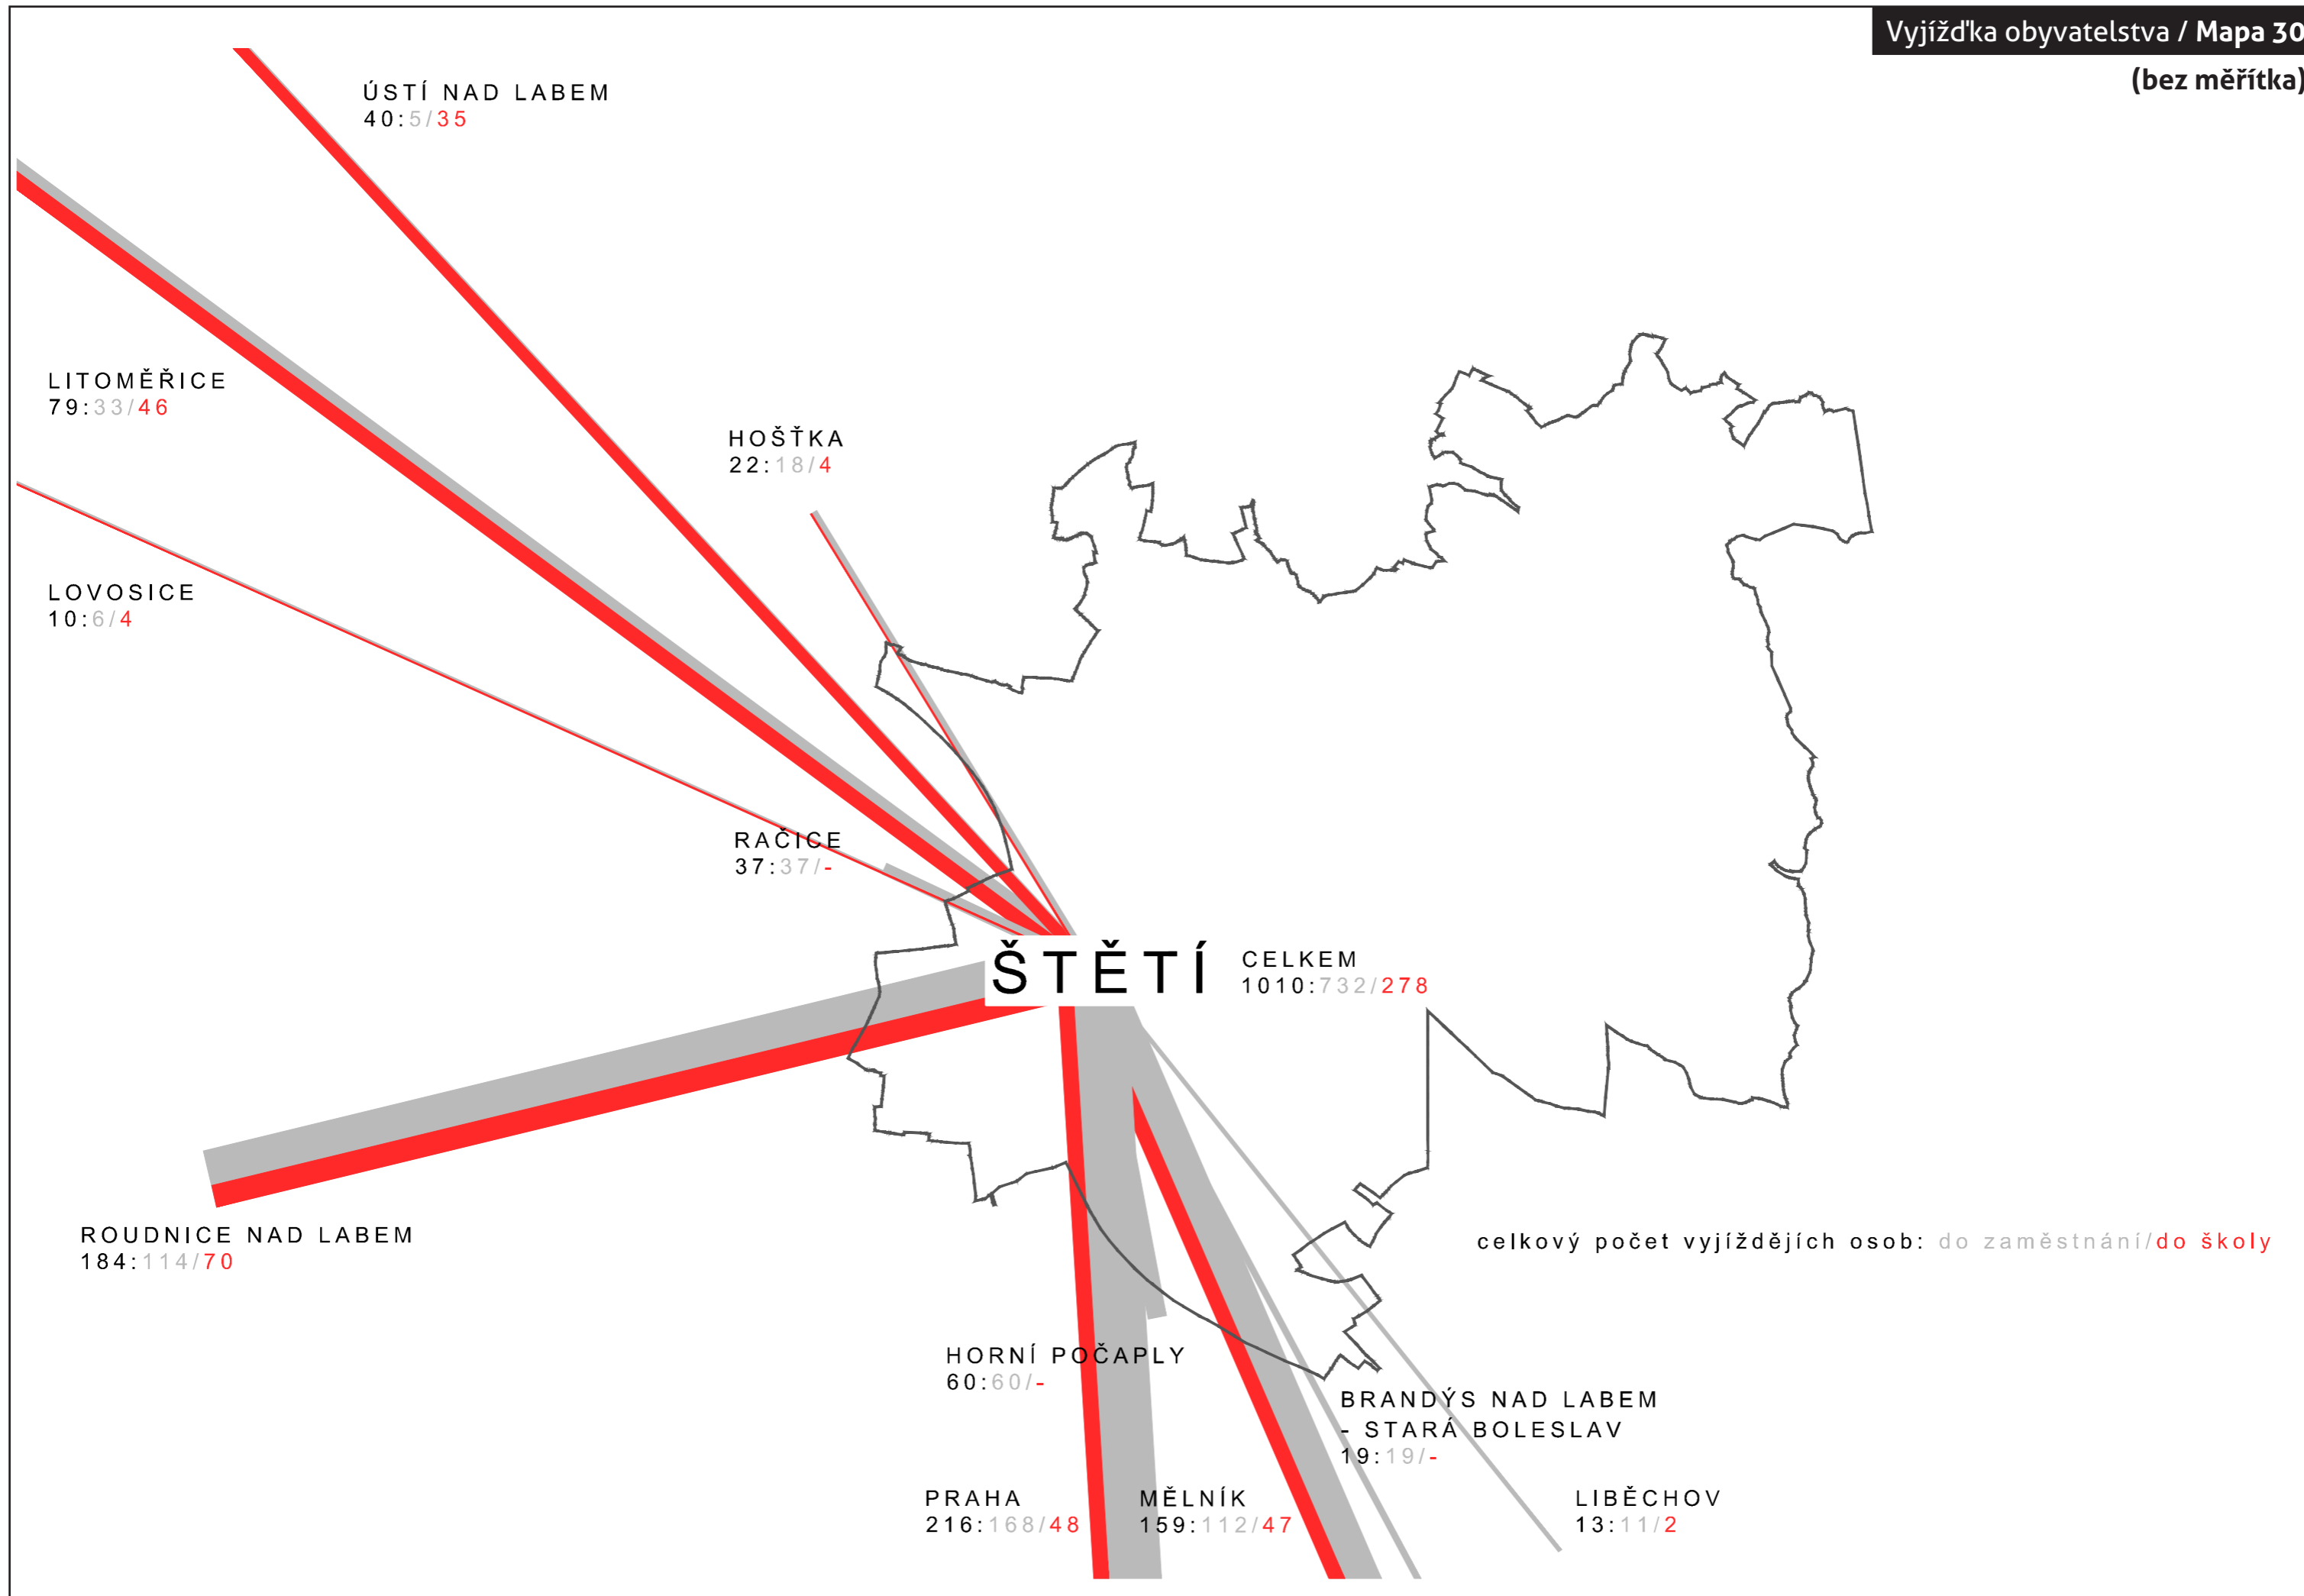 Vyjížďka obyvatelstva / Mapa 30
(bez měřítka)
ÚSTÍ NAD LABEM
40:5/35
LITOMĚŘICE
79:33/46
HOŠŤKA
22:18/4
LOVOSICE
10:6/4
RAČICE
37:37/-
ŠTĚTÍ
CELKEM
1010:732/278
ROUDNICE NAD LABEM
184:114/70
celkový počet vyjíždějích osob: do zaměstnání/do školy
HORNÍ POČAPLY
60:60/-
BRANDÝS NAD LABEM
- STARÁ BOLESLAV
19:19/-
PRAHA
216:168/48
MĚLNÍK
159:112/47
LIBĚCHOV
13:11/2